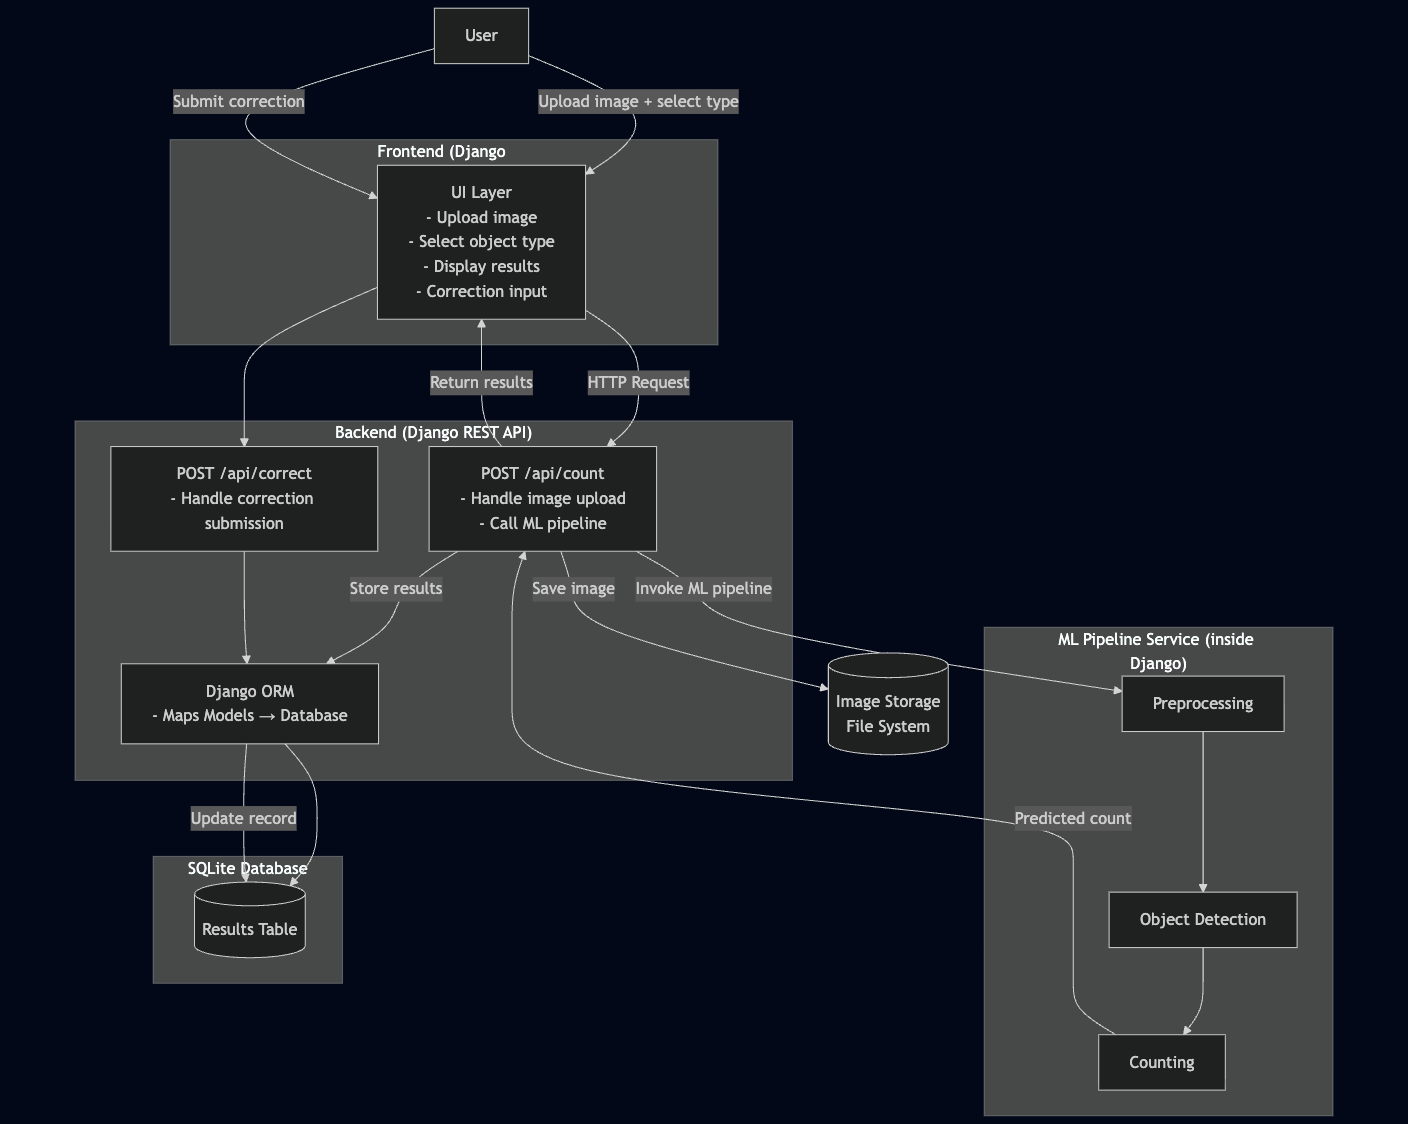 User
Submit correction
Upload image + select type
Frontend (Django
UI Layer
- Upload image
- Select object type
- Display results
- Correction input
Return results
HTTP Request
Backend (Django REST API)
POST /api/correct
- Handle correction
submission
POST /api/count
- Handle image upload
- Call ML pipeline
Store results
Save image
Invoke ML pipeline
ML Pipeline Service (inside
Django)
Django ORM
- Maps Models → Database
Image Storage
File System
Preprocessing
Update record
Predicted count
SQLite Database
Results Table
Object Detection
Counting